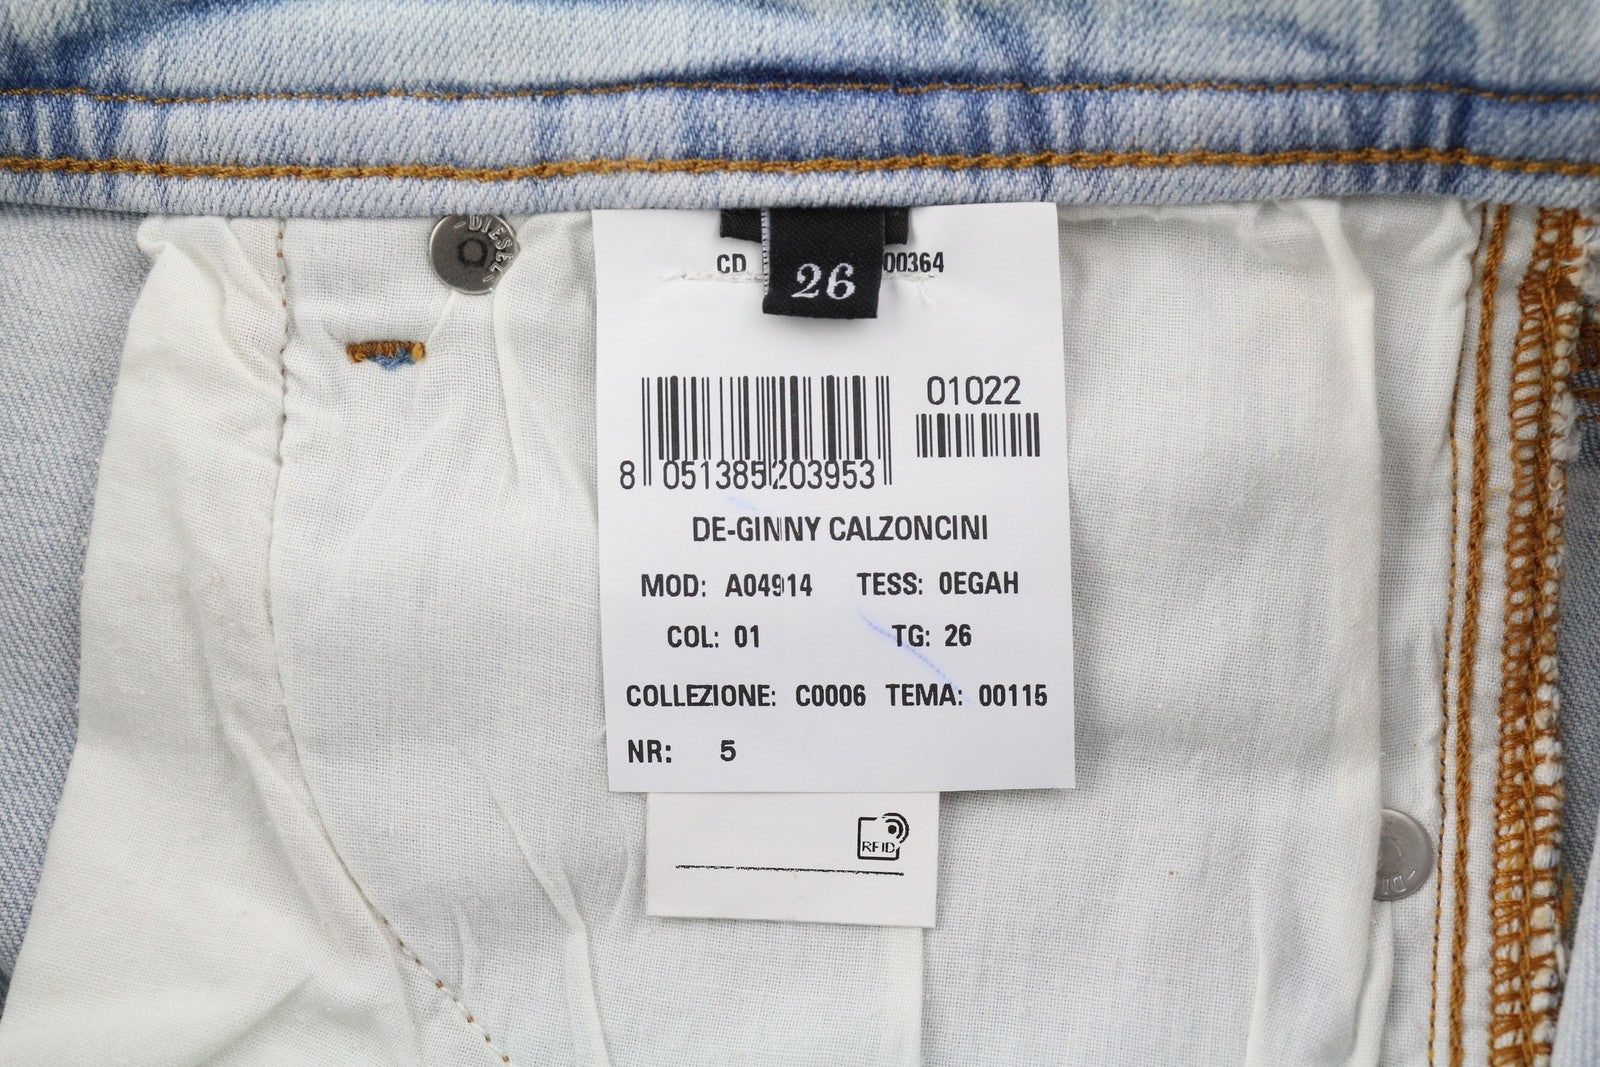 DIESEL
CD 26 00364
01022
8 051385 203953
DE-GINNY CALZONCINI
MOD: A04914 TESS: 0EGAH
COL: 01 TG: 26
COLLEZIONE: C0006 TEMA: 00115
NR: 5
RFID